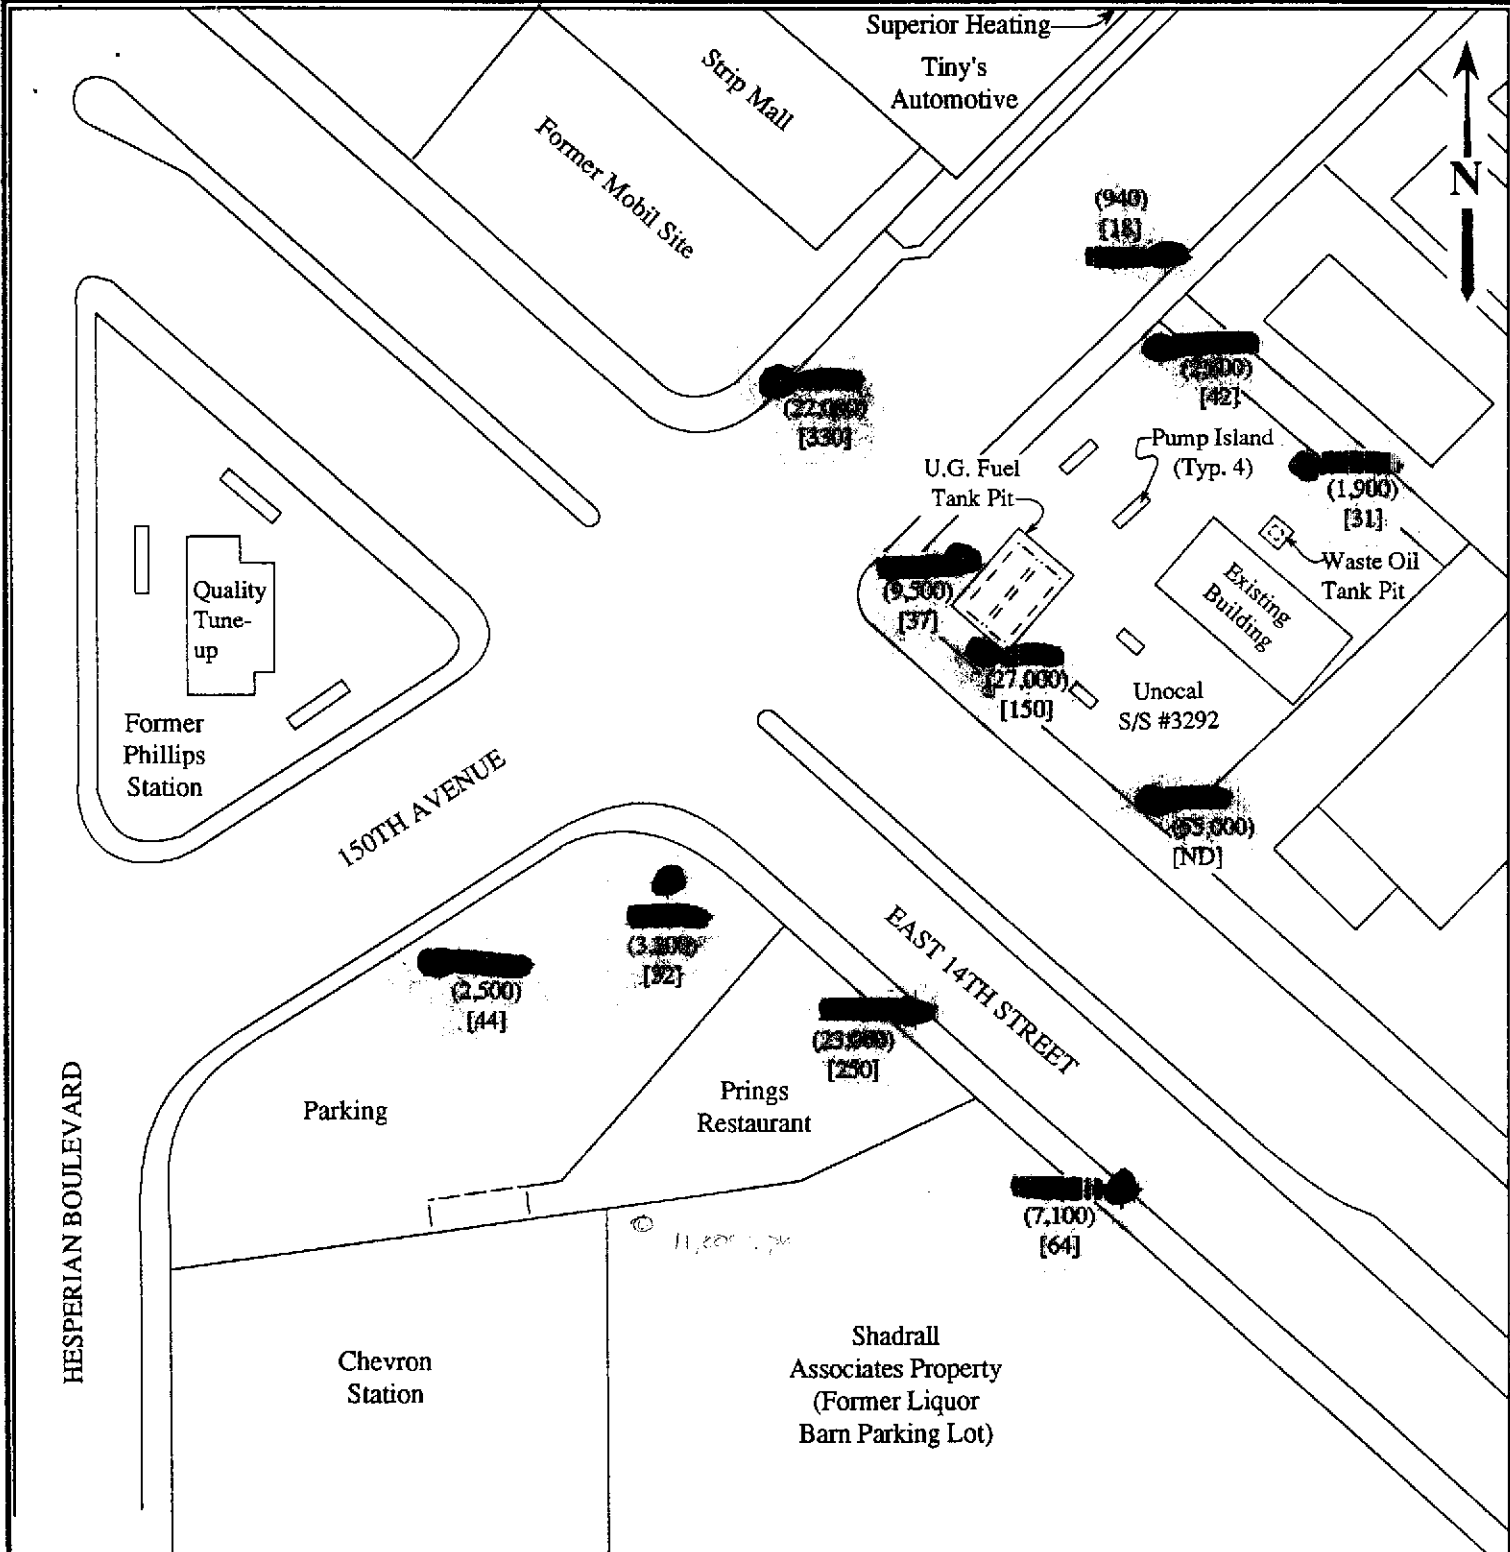 Superior Heating
Tiny's
Automotive
Strip Mall
Former Mobil Site
N
(940)
[18]
[42]
[330]
Pump Island
(Typ. 4)
U.G. Fuel
Tank Pit
(1,900)
[31]
Waste Oil
Tank Pit
Existing
Building
(9,500)
[37]
(27,000)
[150]
Unocal
S/S #3292
Quality
Tune-
up
Former
Phillips
Station
[ND]
150TH AVENUE
EAST 14TH STREET
(2,500)
[44]
[250]
Parking
Prings
Restaurant
HESPERIAN BOULEVARD
(7,100)
[64]
Chevron
Station
Shadrall
Associates Property
(Former Liquor
Barn Parking Lot)